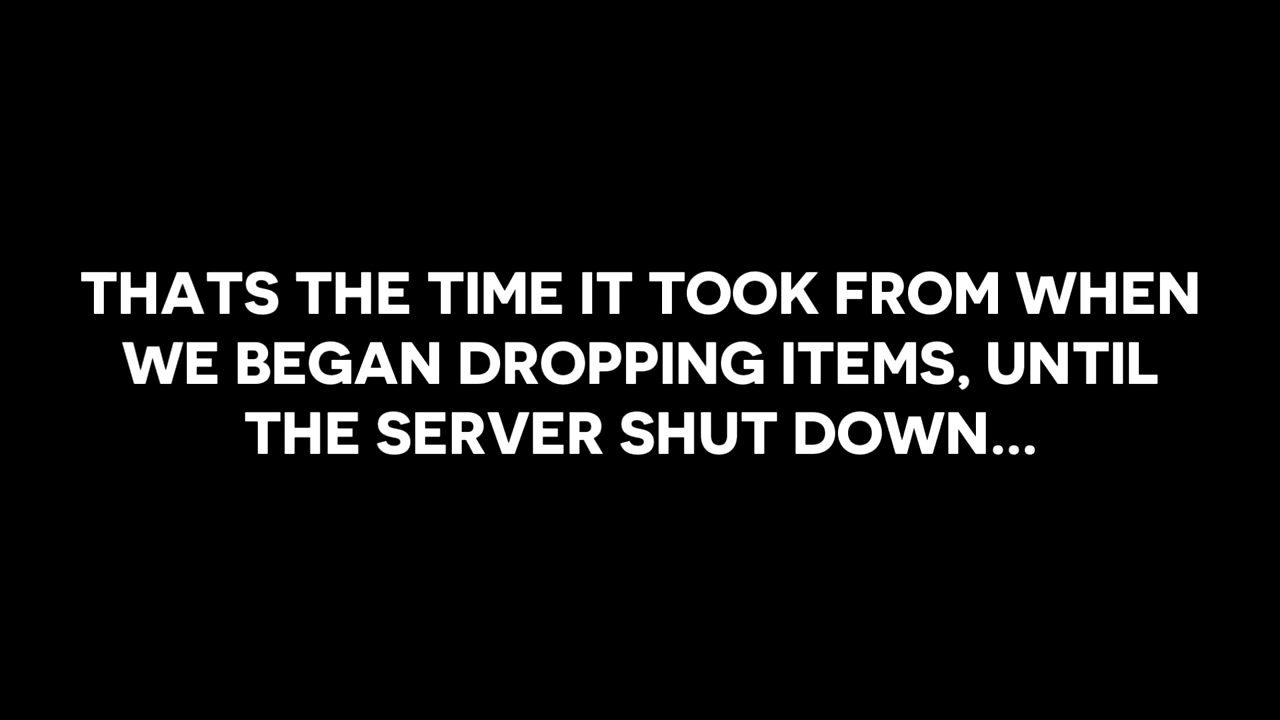 THATS THE TIME IT TOOK FROM WHEN
WE BEGAN DROPPING ITEMS, UNTIL
THE SERVER SHUT DOWN...